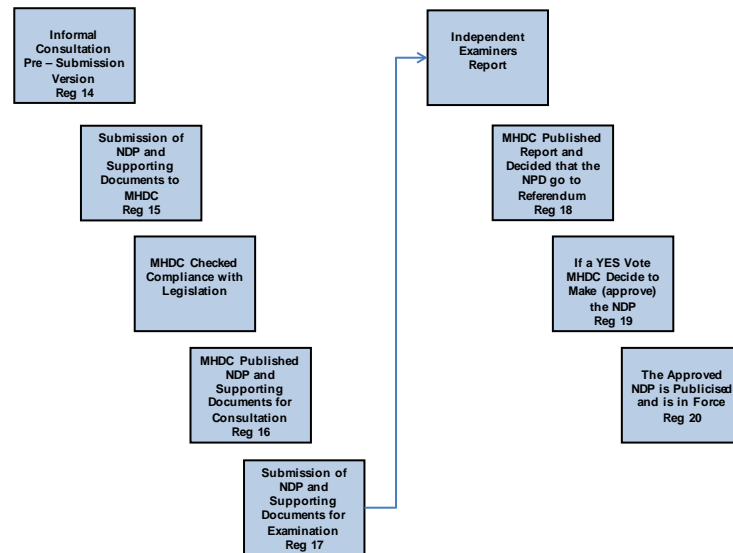 Informal
Consultation
Pre – Submission
Version
Reg 14
Submission of
NDP and
Supporting
Documents to
MHDC
Reg 15
MHDC Checked
Compliance with
Legislation
MHDC Published
NDP and
Supporting
Documents for
Consultation
Reg 16
Submission of
NDP and
Supporting
Documents for
Examination
Reg 17
Independent
Examiners
Report
MHDC Published
Report and
Decided that the
NPD go to
Referendum
Reg 18
If a YES Vote
MHDC Decide to
Make (approve)
the NDP
Reg 19
The Approved
NDP is Publicised
and is in Force
Reg 20